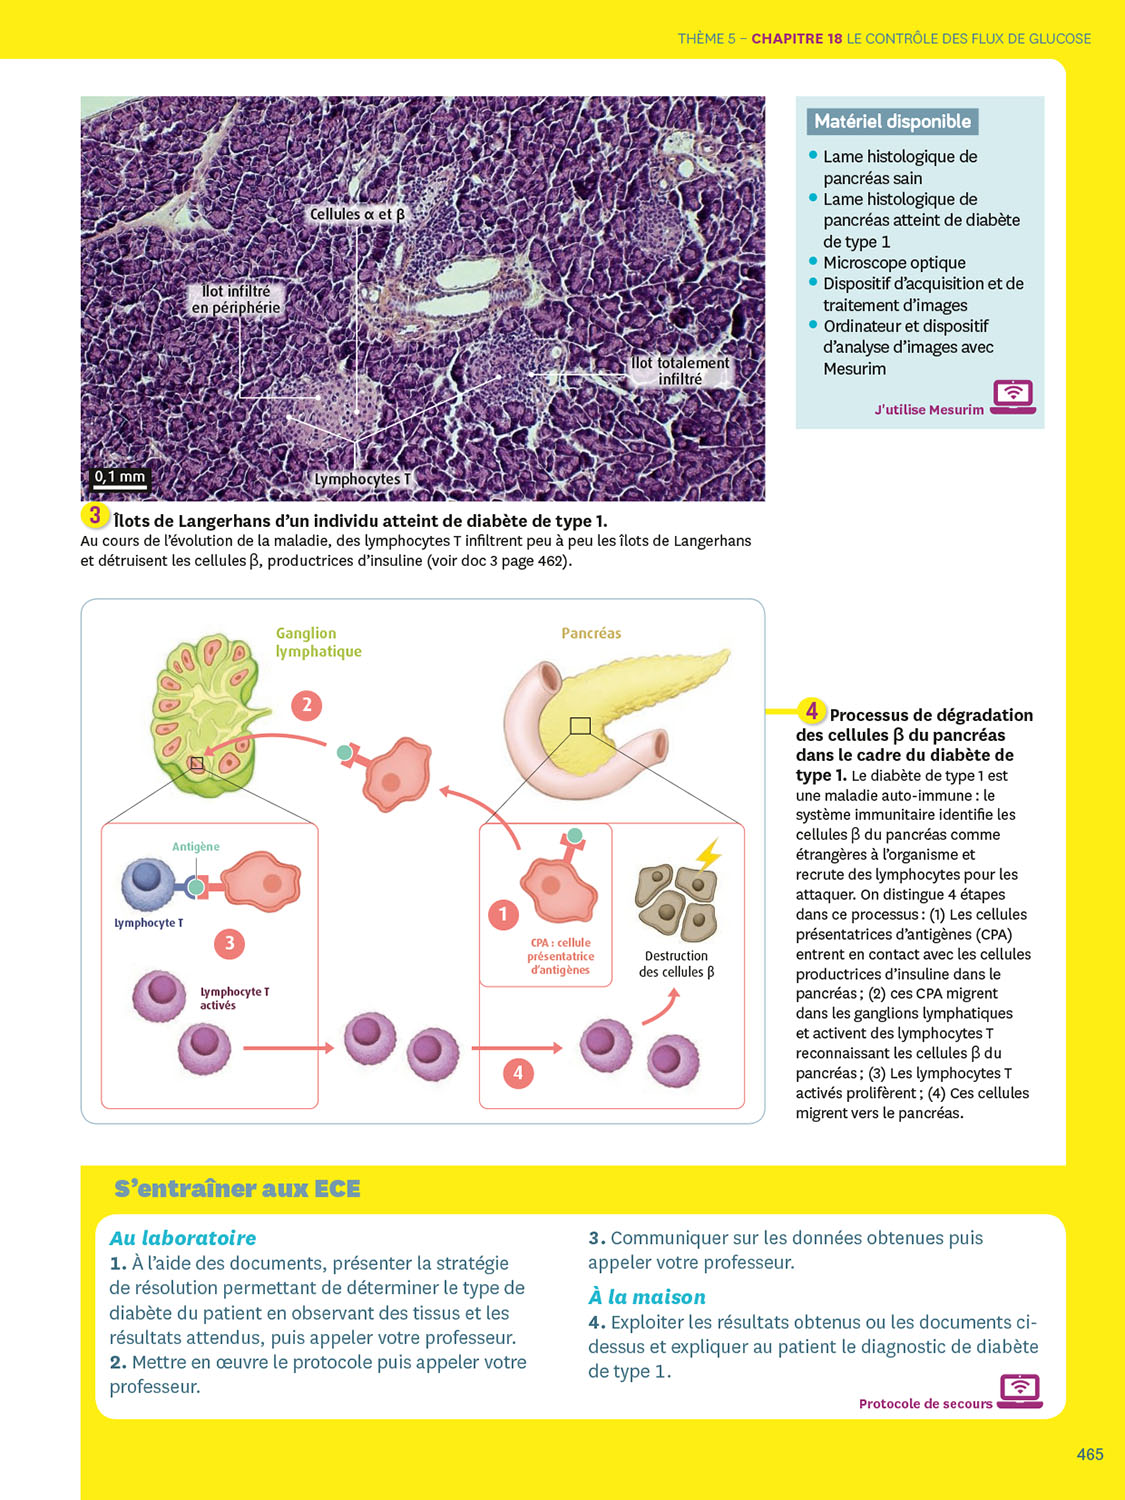 THÈME 5 – CHAPITRE 18 LE CONTRÔLE DES FLUX DE GLUCOSE
Cellules α et β
Îlot infiltré
en périphérie
Îlot totalement
infiltré
Lymphocytes T
0,1 mm
3 Îlots de Langerhans d'un individu atteint de diabète de type 1.
Au cours de l'évolution de la maladie, des lymphocytes T infiltrent peu à peu les îlots de Langerhans
et détruisent les cellules β, productrices d'insuline (voir doc 3 page 462).
Matériel disponible
• Lame histologique de
pancréas sain
• Lame histologique de
pancréas atteint de diabète
de type 1
• Microscope optique
• Dispositif d'acquisition et de
traitement d'images
• Ordinateur et dispositif
d'analyse d'images avec
Mesurim
J'utilise Mesurim
Ganglion
lymphatique
Pancréas
2
Antigène
Lymphocyte T
3
Lymphocyte T
activés
1
CPA : cellule
présentatrice
d'antigènes
Destruction
des cellules β
4
4 Processus de dégradation
des cellules β du pancréas
dans le cadre du diabète de
type 1. Le diabète de type 1 est
une maladie auto-immune : le
système immunitaire identifie les
cellules β du pancréas comme
étrangères à l'organisme et
recrute des lymphocytes pour les
attaquer. On distingue 4 étapes
dans ce processus : (1) Les cellules
présentatrices d'antigènes (CPA)
entrent en contact avec les cellules
productrices d'insuline dans le
pancréas ; (2) ces CPA migrent
dans les ganglions lymphatiques
et activent des lymphocytes T
reconnaissant les cellules β du
pancréas ; (3) Les lymphocytes T
activés prolifèrent ; (4) Ces cellules
migrent vers le pancréas.
S'entraîner aux ECE
Au laboratoire
1. À l'aide des documents, présenter la stratégie
de résolution permettant de déterminer le type de
diabète du patient en observant des tissus et les
résultats attendus, puis appeler votre professeur.
2. Mettre en œuvre le protocole puis appeler votre
professeur.
3. Communiquer sur les données obtenues puis
appeler votre professeur.
À la maison
4. Exploiter les résultats obtenus ou les documents ci-
dessus et expliquer au patient le diagnostic de diabète
de type 1.
Protocole de secours
465